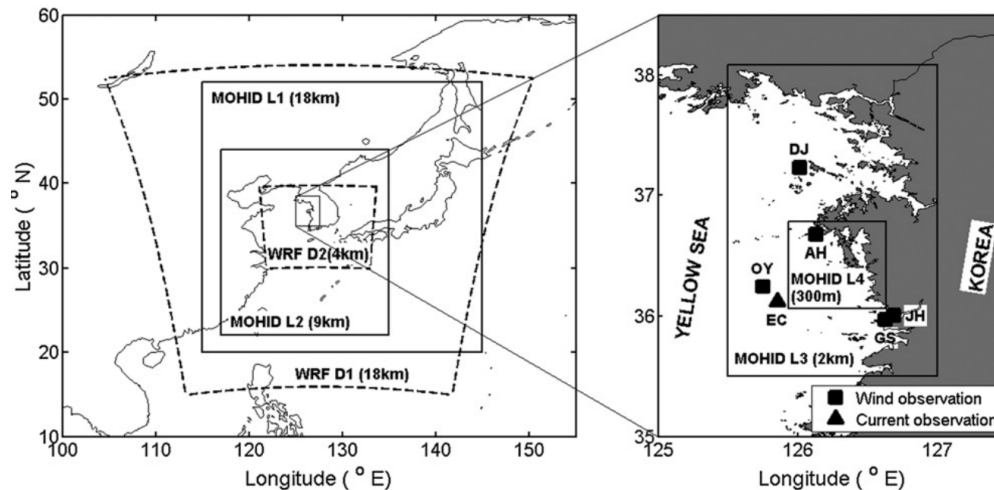 60
50
40
30
20
10
100
110
120
130
140
150
Latitude ( ° N)
Longitude ( ° E)
MOHID L1 (18km)
WRF D2(4km)
MOHID L2 (9km)
WRF D1 (18km)
38
37
36
35
125
126
127
Longitude ( ° E)
YELLOW SEA
KOREA
DJ
AH
OY
MOHID L4
(300m)
EC
JH
GS
MOHID L3 (2km)
Wind observation
Current observation